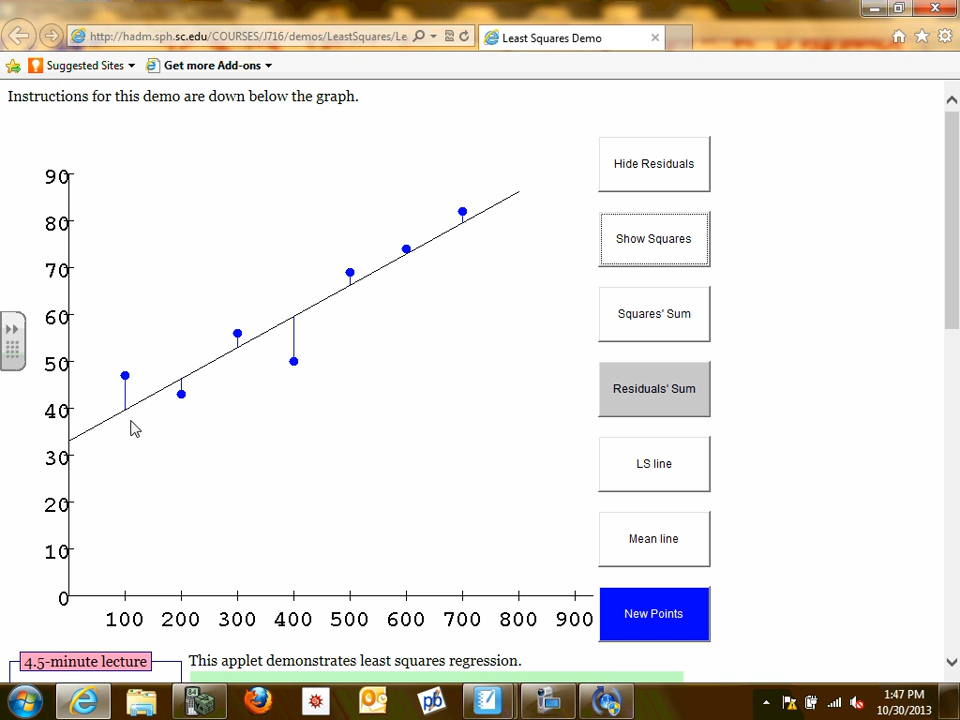 http://hadm.sph.sc.edu/COURSES/J716/demos/LeastSquares/Le
Least Squares Demo
Suggested Sites
Get more Add-ons
Instructions for this demo are down below the graph.
Hide Residuals
Show Squares
Squares' Sum
Residuals' Sum
LS line
Mean line
New Points
90
80
70
60
50
40
30
20
10
0
100 200 300 400 500 600 700 800 900
4.5-minute lecture
This applet demonstrates least squares regression.
1:47 PM
10/30/2013